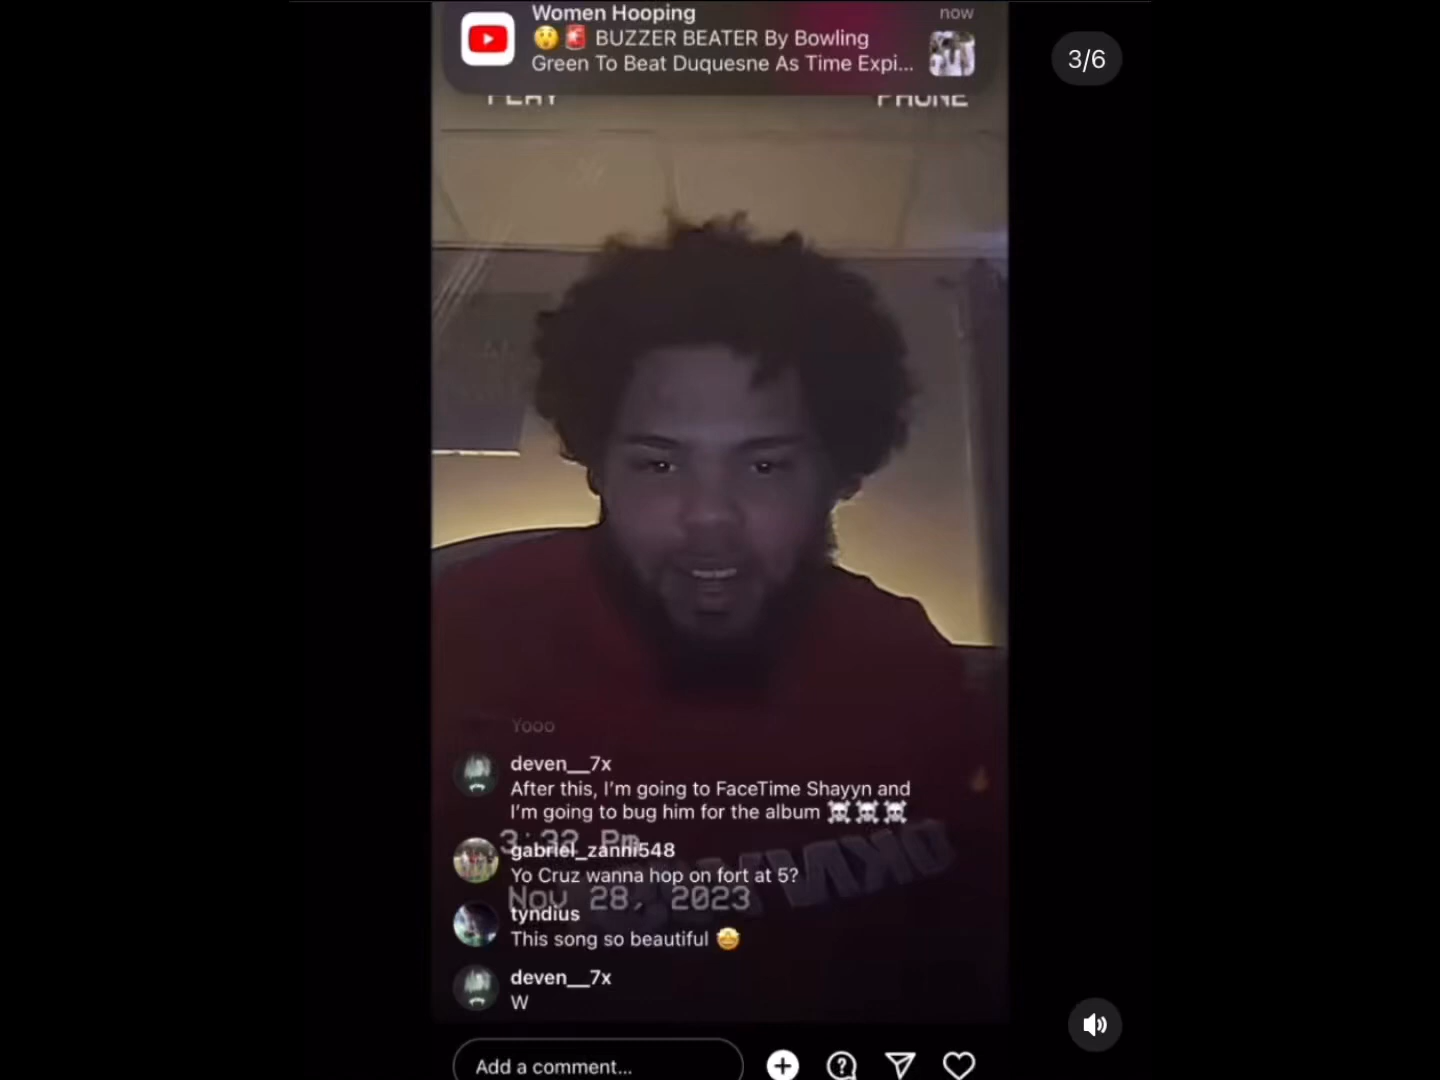 Women Hooping
now
😲🚨 BUZZER BEATER By Bowling
Green To Beat Duquesne As Time Expi...
3/6
PLAY
PHONE
Yooo
deven__7x
After this, I'm going to FaceTime Shayyn and
I'm going to bug him for the album ☠️☠️☠️
3:32 Pm
gabriel_zanni548
Yo Cruz wanna hop on fort at 5?
Nov 28, 2023
tyndius
This song so beautiful 🤩
deven__7x
W
Add a comment...